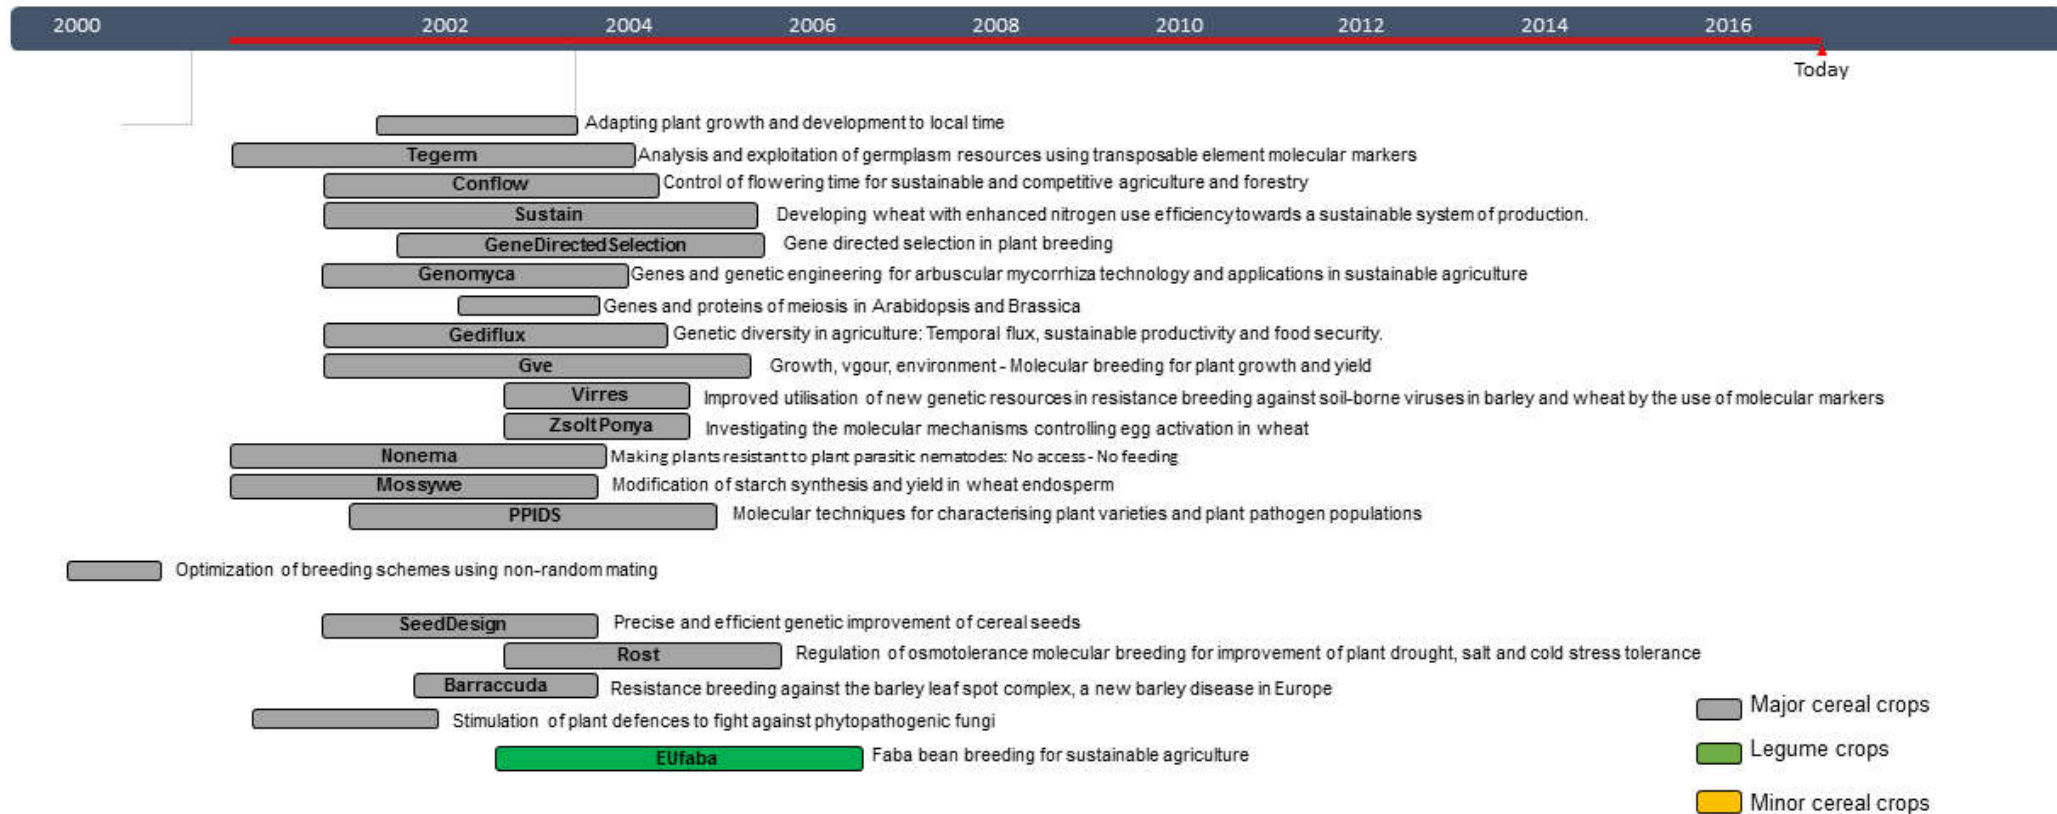 2000 2002 2004 2006 2008 2010 2012 2014 2016
Today
Adapting plant growth and development to local time
Tegerm Analysis and exploitation of germplasm resources using transposable element molecular markers
Conflow Control of flowering time for sustainable and competitive agriculture and forestry
Sustain Developing wheat with enhanced nitrogen use efficiency towards a sustainable system of production.
GeneDirectedSelection Gene directed selection in plant breeding
Genomyca Genes and genetic engineering for arbuscular mycorrhiza technology and applications in sustainable agriculture
Genes and proteins of meiosis in Arabidopsis and Brassica
Gediflux Genetic diversity in agriculture: Temporal flux, sustainable productivity and food security.
Gve Growth, vgour, environment - Molecular breeding for plant growth and yield
Virres Improved utilisation of new genetic resources in resistance breeding against soil-borne viruses in barley and wheat by the use of molecular markers
Zsolt Ponya Investigating the molecular mechanisms controlling egg activation in wheat
Nonema Making plants resistant to plant parasitic nematodes: No access - No feeding
Mossywe Modification of starch synthesis and yield in wheat endosperm
PPIDS Molecular techniques for characterising plant varieties and plant pathogen populations
Optimization of breeding schemes using non-random mating
SeedDesign Precise and efficient genetic improvement of cereal seeds
Rost Regulation of osmotolerance molecular breeding for improvement of plant drought, salt and cold stress tolerance
Barraccuda Resistance breeding against the barley leaf spot complex, a new barley disease in Europe
Stimulation of plant defences to fight against phytopathogenic fungi
EUfaba Faba bean breeding for sustainable agriculture
Major cereal crops
Legume crops
Minor cereal crops